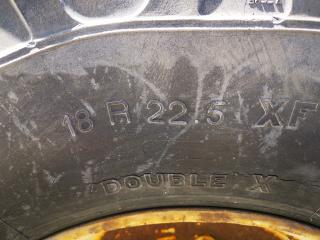 18 R 22.5 XF
DOUBLE X